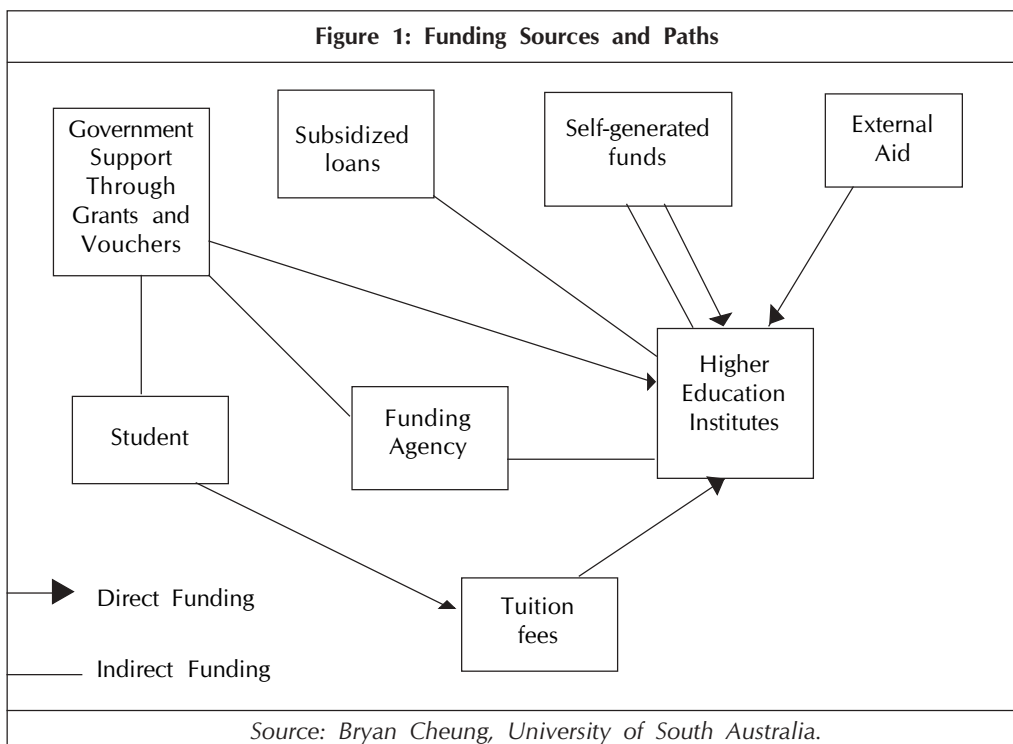 Figure 1: Funding Sources and Paths
Government
Support
Through
Grants and
Vouchers
Subsidized
loans
Self-generated
funds
External
Aid
Higher
Education
Institutes
Student
Funding
Agency
Tuition
fees
Direct Funding
Indirect Funding
Source: Bryan Cheung, University of South Australia.